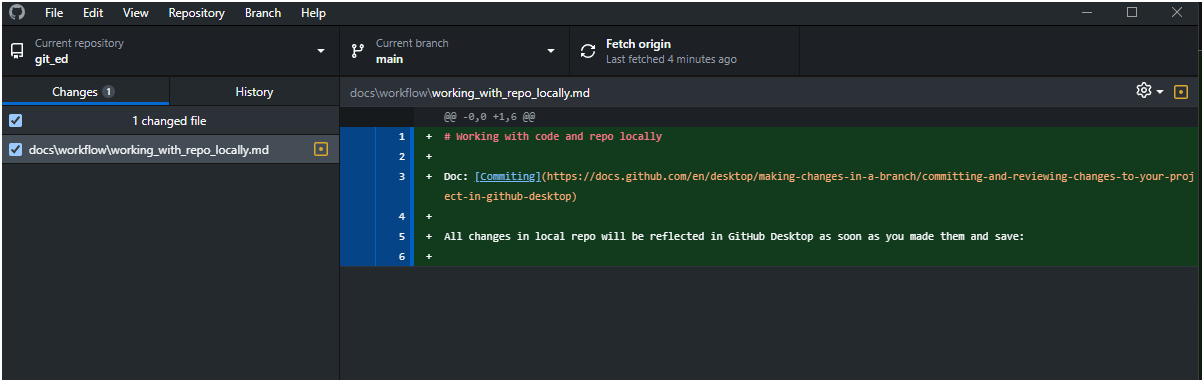 File Edit View Repository Branch Help
Current repository
git_ed
Current branch
main
Fetch origin
Last fetched 4 minutes ago
Changes 1
History
1 changed file
docs\workflow\working_with_repo_locally.md
docs\workflow\working_with_repo_locally.md
@@ -0,0 +1,6 @@
1 + # Working with code and repo locally
2 +
3 + Doc: [Commiting](https://docs.github.com/en/desktop/making-changes-in-a-branch/committing-and-reviewing-changes-to-your-proj
ect-in-github-desktop)
4 +
5 + All changes in local repo will be reflected in GitHub Desktop as soon as you made them and save:
6 +